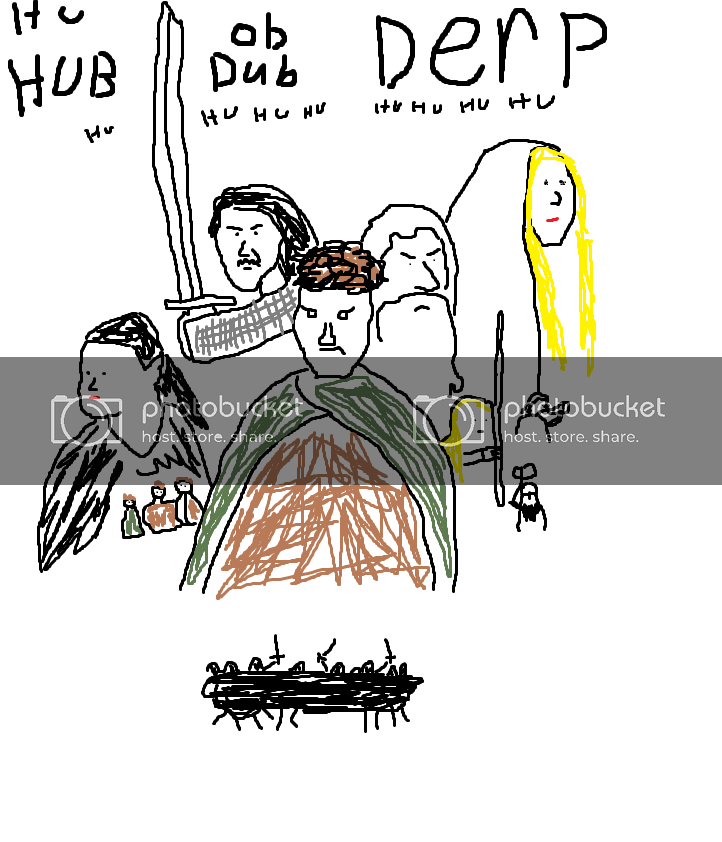 HU
HUB
ob
Dub
DerP
HU
HU HU HU
HU HU HU HU
photobucket
host. store. share.
photobucket
host. store. share.